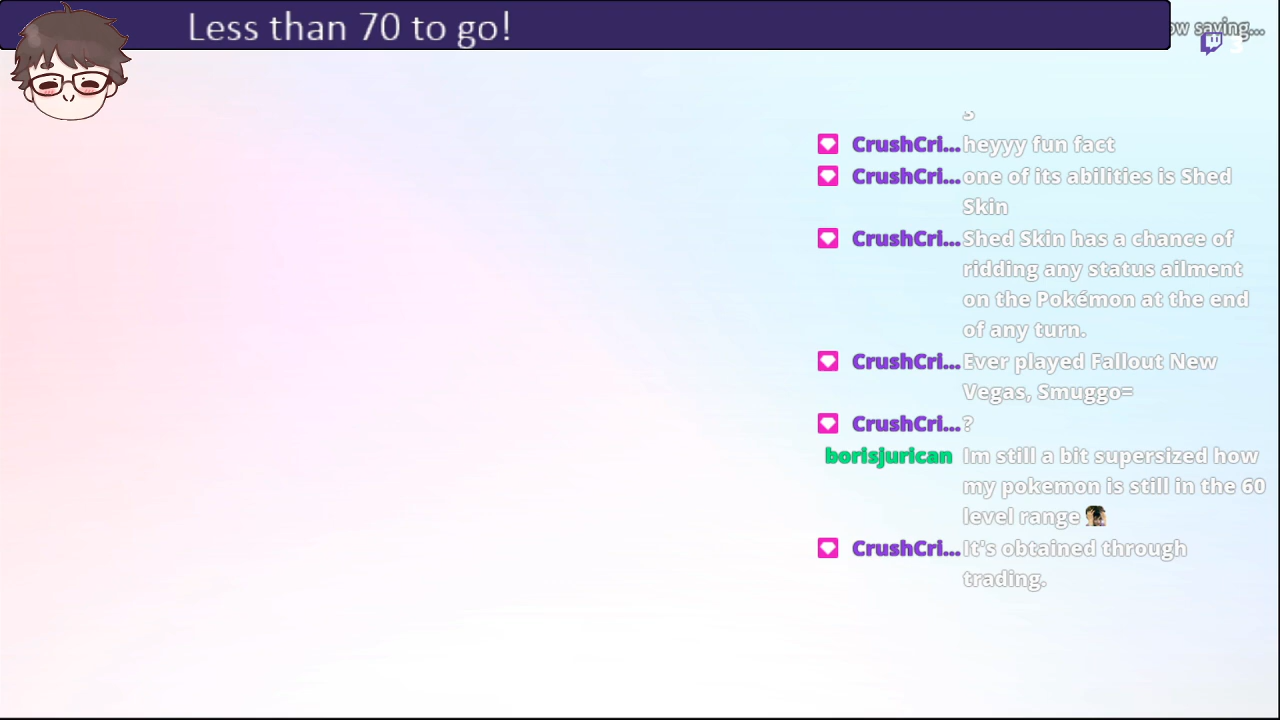 Less than 70 to go!
ow saving...
3
heyyy fun fact
CrushCri...
one of its abilities is Shed
CrushCri...
Skin
Shed Skin has a chance of
CrushCri...
ridding any status ailment
on the Pokémon at the end
of any turn.
Ever played Fallout New
CrushCri...
Vegas, Smuggo=
CrushCri... ?
borisjurican Im still a bit supersized how
my pokemon is still in the 60
level range
CrushCri... It's obtained through
trading.